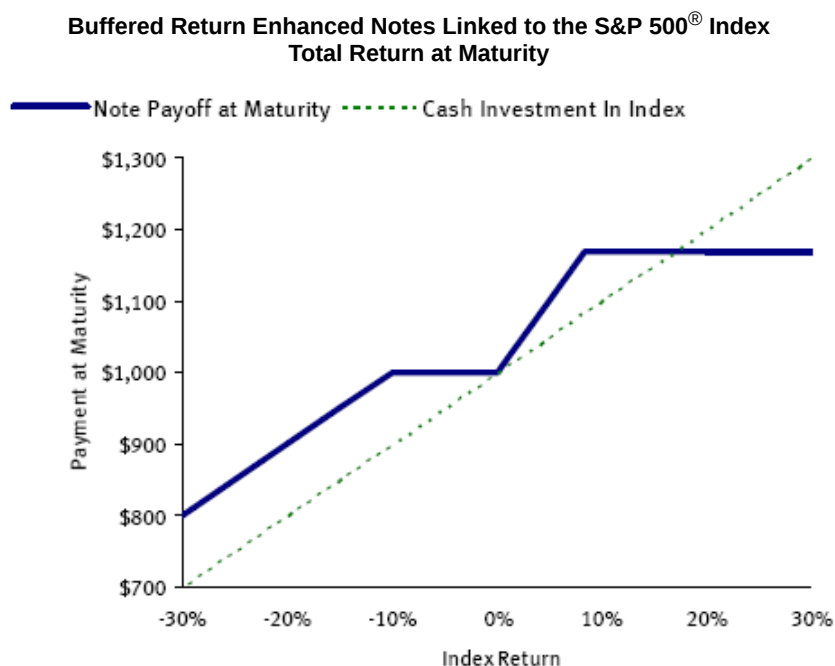 Buffered Return Enhanced Notes Linked to the S&P 500® Index
Total Return at Maturity
Note Payoff at Maturity
Cash Investment In Index
$1,300
$1,200
$1,100
$1,000
$900
$800
$700
Payment at Maturity
-30%
-20%
-10%
0%
10%
20%
30%
Index Return